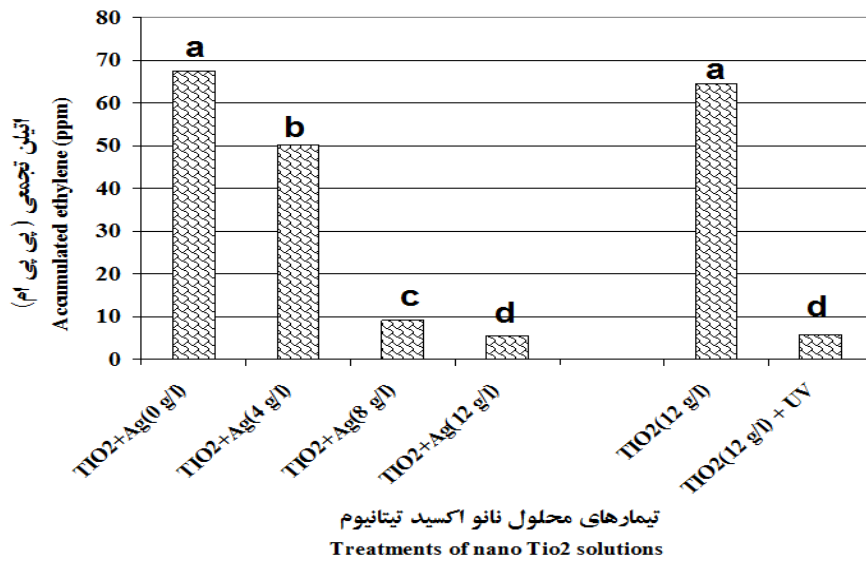 80
70
60
50
40
30
20
10
0
a
b
c
d
a
d
اتیلن تجمعی (پی پی ام)
Accumulated ethylene (ppm)
TIO2+Ag(0 g/l)
TIO2+Ag(4 g/l)
TIO2+Ag(8 g/l)
TIO2+Ag(12 g/l)
TIO2(12 g/l)
TIO2(12 g/l) + UV
تیمارهای محلول نانو اکسید تیتانیوم
Treatments of nano Tio2 solutions